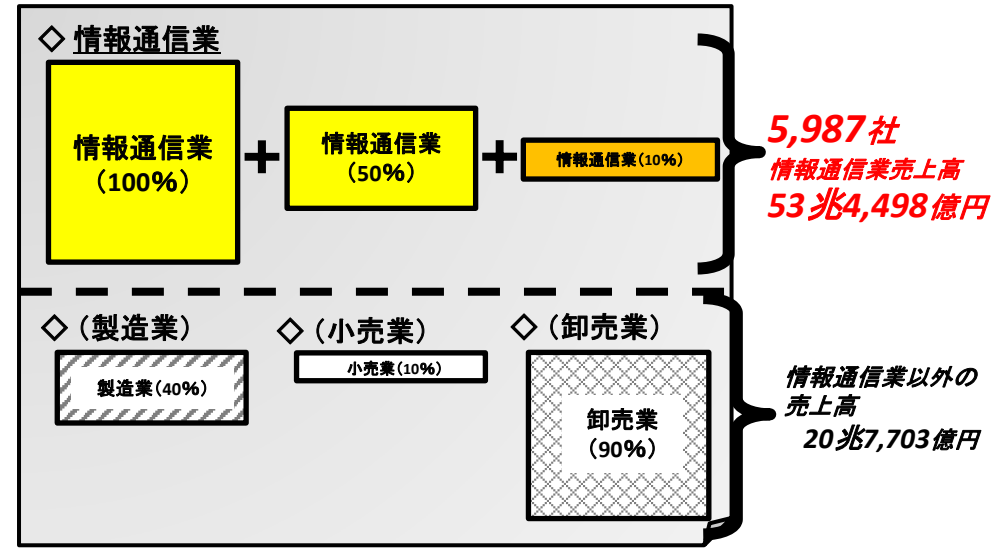 ◇ 情報通信業
情報通信業
（100%）
+
情報通信業
（50%）
+
情報通信業（10%）
5,987社
情報通信業売上高
53兆4,498億円
◇（製造業）
◇（小売業）
◇（卸売業）
製造業（40%）
小売業（10%）
卸売業
（90%）
情報通信業以外の
売上高
20兆7,703億円